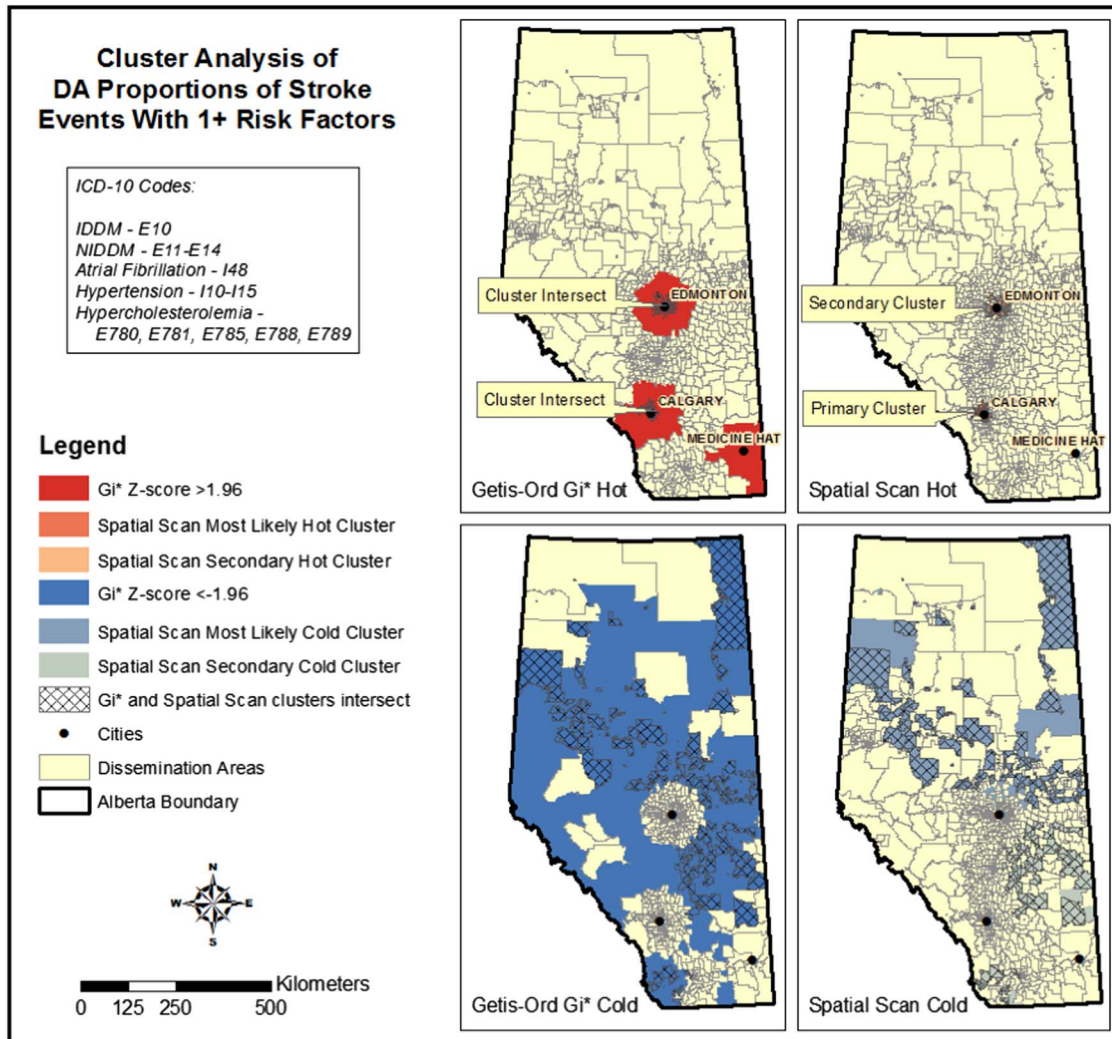 Cluster Analysis of
DA Proportions of Stroke
Events With 1+ Risk Factors
ICD-10 Codes:
IDDM - E10
NIDDM - E11-E14
Atrial Fibrillation - I48
Hypertension - I10-I15
Hypercholesterolemia -
E780, E781, E785, E788, E789
Legend
Gi* Z-score >1.96
Spatial Scan Most Likely Hot Cluster
Spatial Scan Secondary Hot Cluster
Gi* Z-score <-1.96
Spatial Scan Most Likely Cold Cluster
Spatial Scan Secondary Cold Cluster
Gi* and Spatial Scan clusters intersect
Cities
Dissemination Areas
Alberta Boundary
N
W E
S
Kilometers
0 125 250 500
Cluster Intersect
EDMONTON
Cluster Intersect
CALGARY
MEDICINE HAT
Getis-Ord Gi* Hot
Secondary Cluster
EDMONTON
Primary Cluster
CALGARY
MEDICINE HAT
Spatial Scan Hot
Getis-Ord Gi* Cold
Spatial Scan Cold